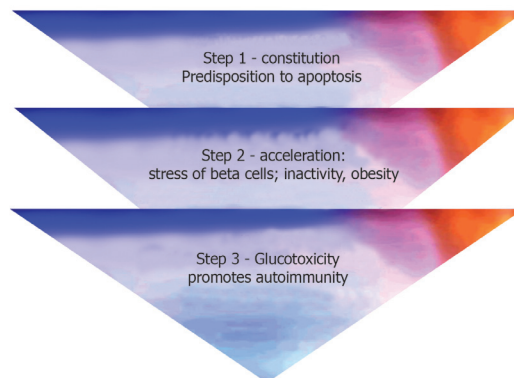 Step 1 - constitution
Predisposition to apoptosis
Step 2 - acceleration:
stress of beta cells; inactivity, obesity
Step 3 - Glucotoxicity
promotes autoimmunity